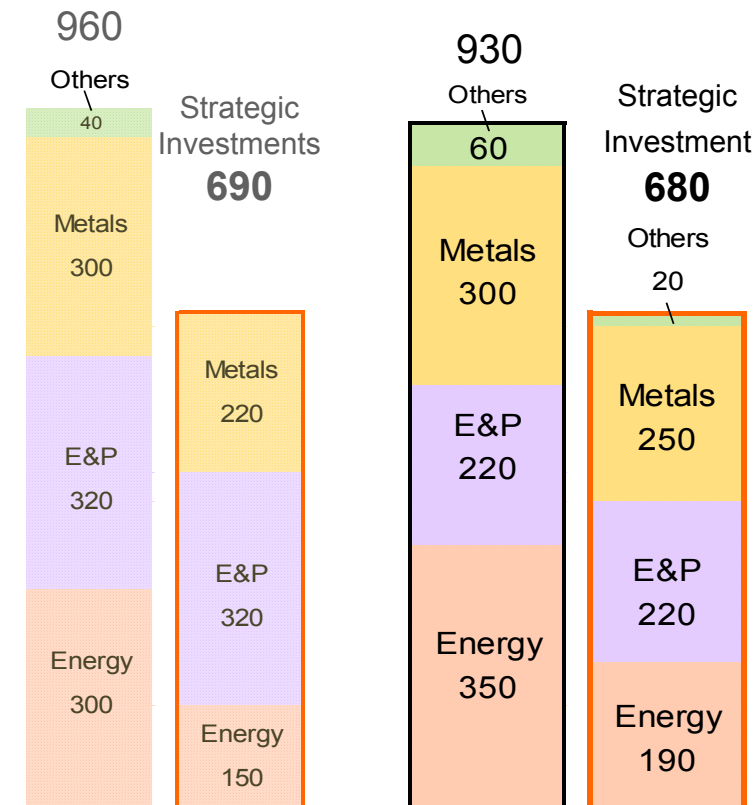 960
Others
40
Metals
300
E&P
320
Energy
300
Strategic
Investments
690
Metals
220
E&P
320
Energy
150
930
Others
60
Metals
300
E&P
220
Energy
350
Strategic
Investment
680
Others
20
Metals
250
E&P
220
Energy
190